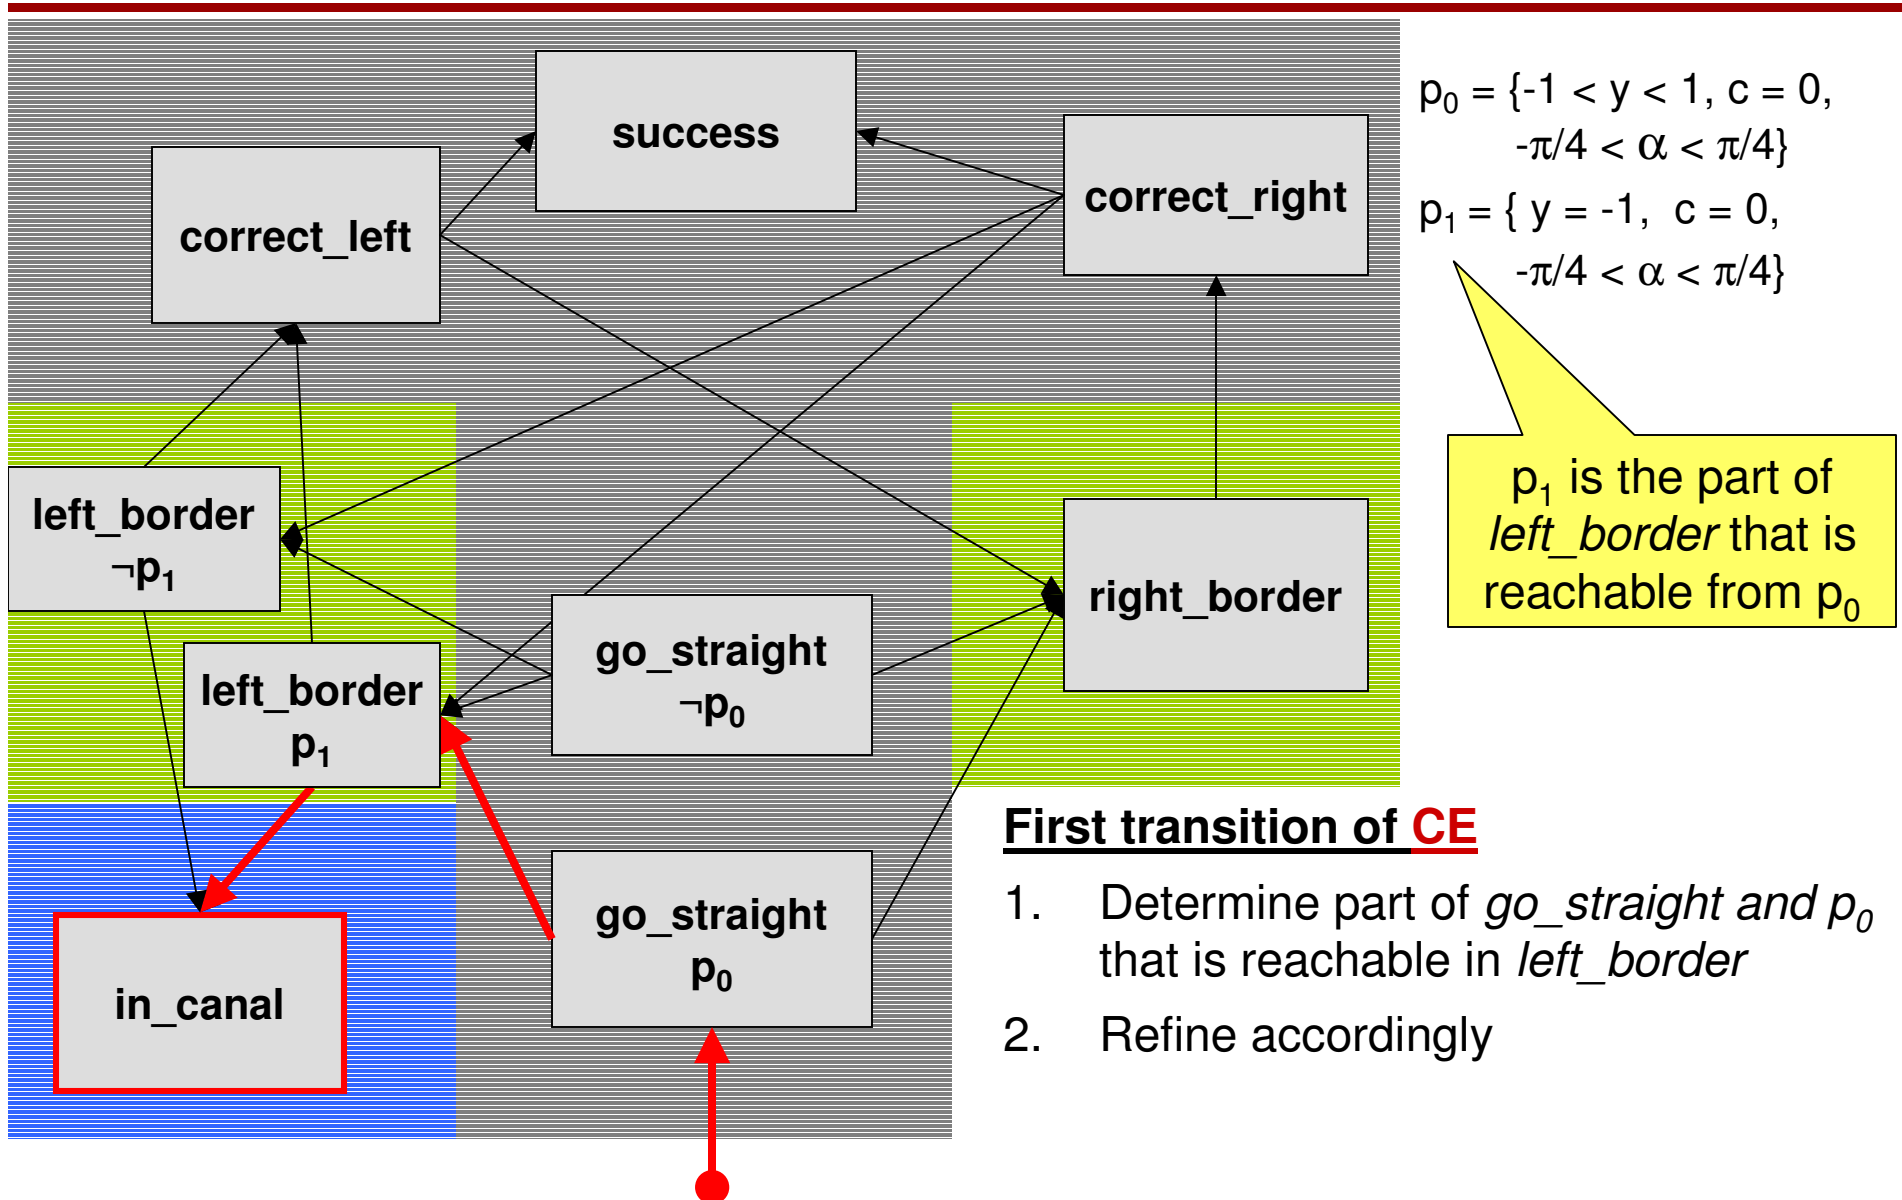 success
correct_left
correct_right
left_border
¬p₁
left_border
p₁
go_straight
¬p₀
right_border
go_straight
p₀
in_canal
p₀ = {-1 < y < 1, c = 0,
-π/4 < α < π/4}
p₁ = { y = -1, c = 0,
-π/4 < α < π/4}
p₁ is the part of
left_border that is
reachable from p₀
First transition of CE
1. Determine part of go_straight and p₀
that is reachable in left_border
2. Refine accordingly